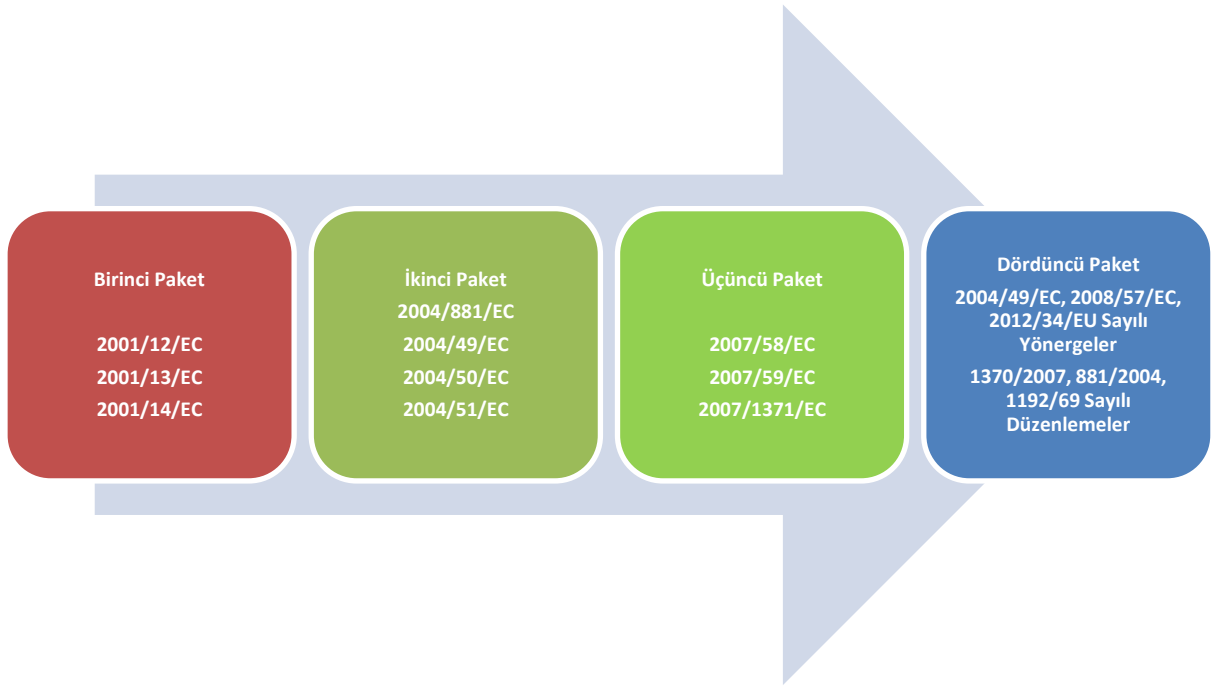 Birinci Paket
2001/12/EC
2001/13/EC
2001/14/EC
İkinci Paket
2004/881/EC
2004/49/EC
2004/50/EC
2004/51/EC
Üçüncü Paket
2007/58/EC
2007/59/EC
2007/1371/EC
Dördüncü Paket
2004/49/EC, 2008/57/EC,
2012/34/EU Sayılı
Yönergeler
1370/2007, 881/2004,
1192/69 Sayılı
Düzenlemeler